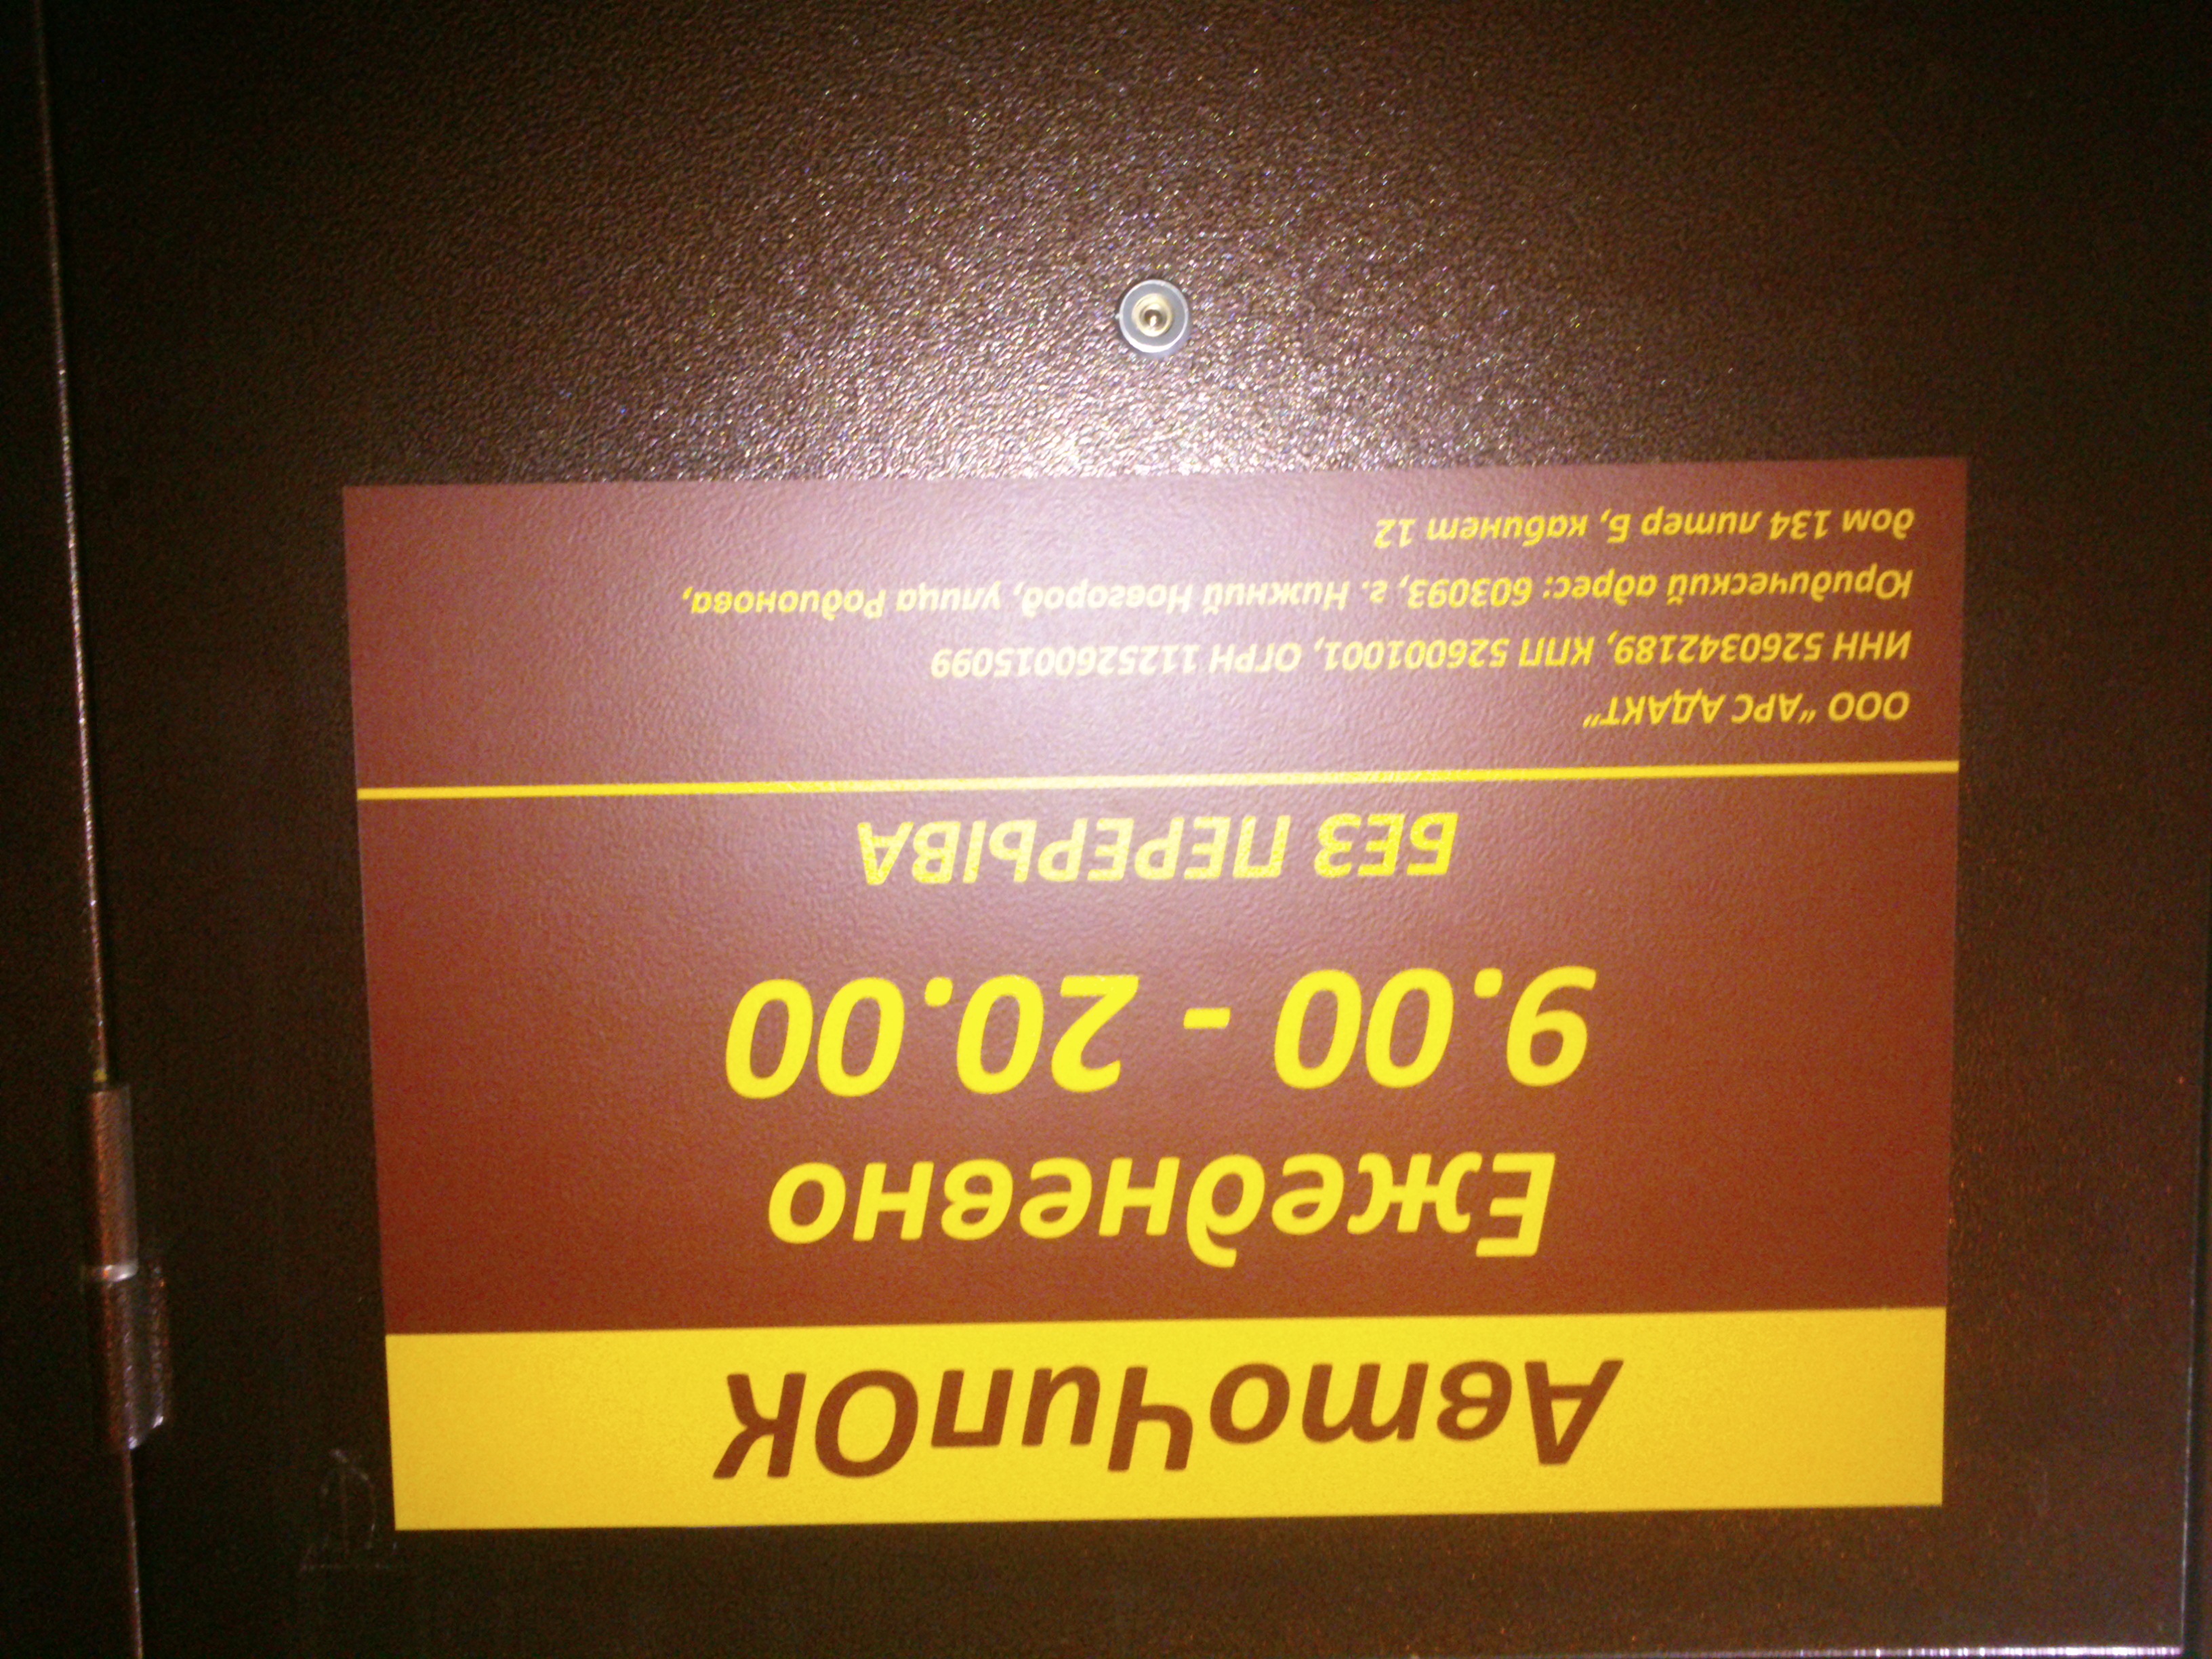 АвтоЧипОК
Ежедневно
9.00 - 20.00
БЕЗ ПЕРЕРЫВА
ООО "АРС АДАКТ"
ИНН 5260342189, КПП 526001001, ОГРН 1125260015099
Юридический адрес: 603093, г. Нижний Новгород, улица Родионова,
дом 134 литер Б, кабинет 12